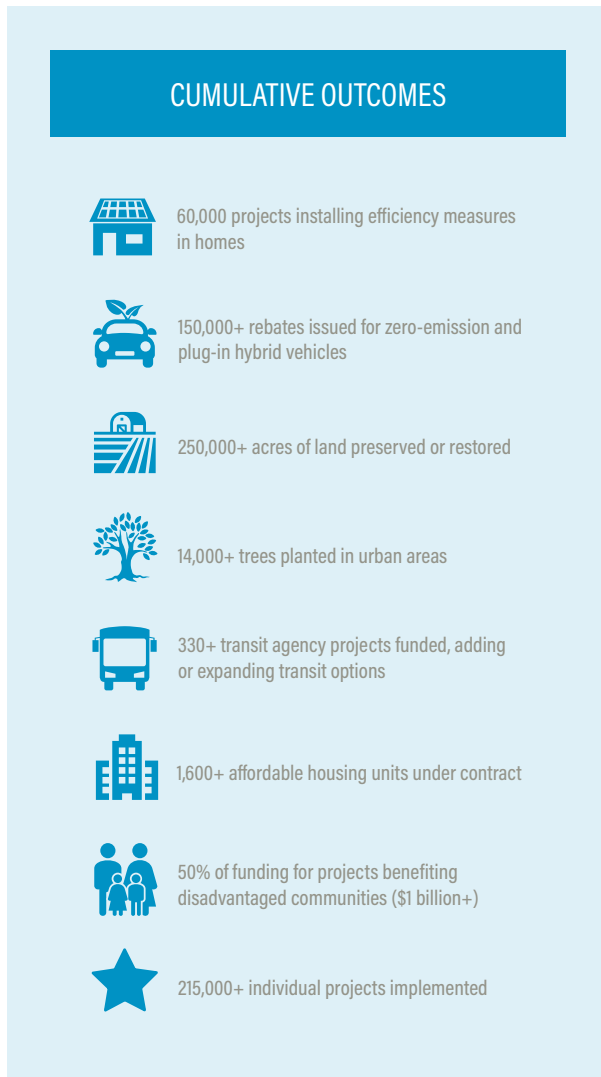 CUMULATIVE OUTCOMES
60,000 projects installing efficiency measures
in homes
150,000+ rebates issued for zero-emission and
plug-in hybrid vehicles
250,000+ acres of land preserved or restored
14,000+ trees planted in urban areas
330+ transit agency projects funded, adding
or expanding transit options
1,600+ affordable housing units under contract
50% of funding for projects benefiting
disadvantaged communities ($1 billion+)
215,000+ individual projects implemented